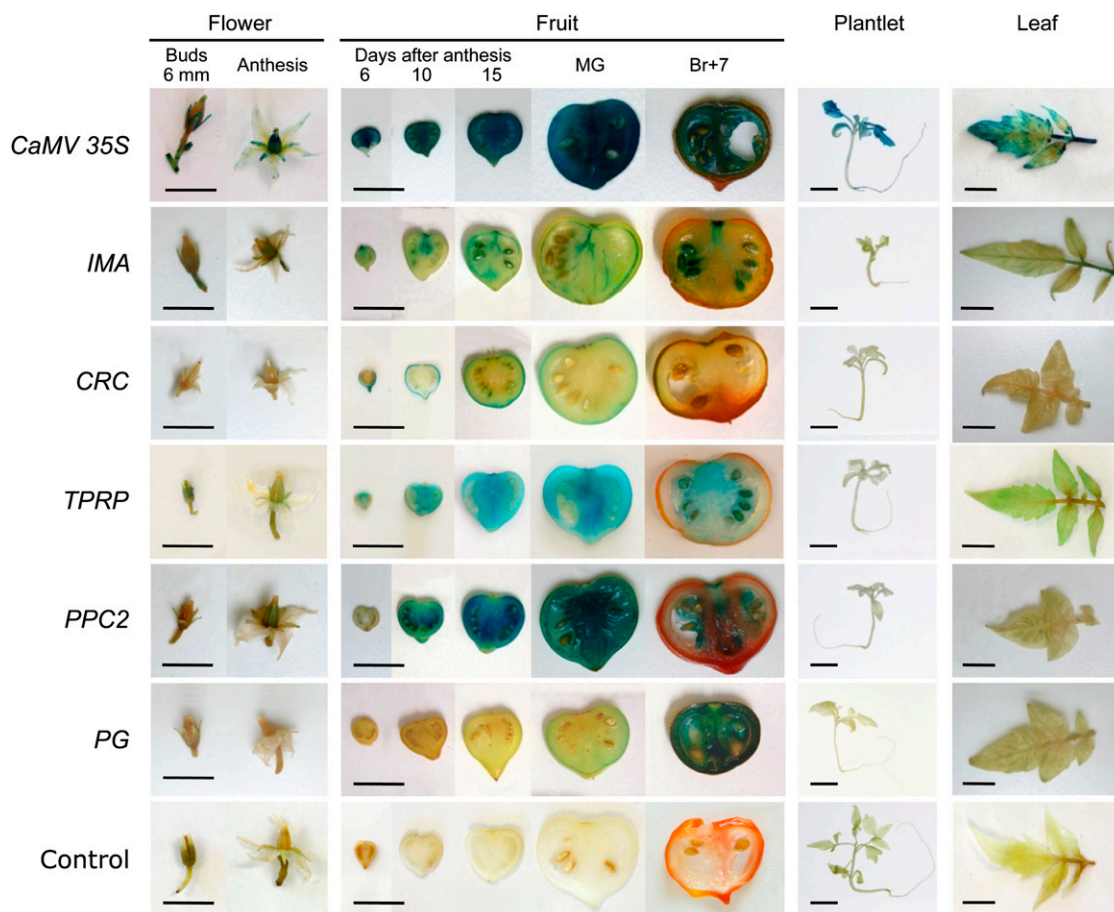 Flower Fruit Plantlet Leaf
Buds Days after anthesis
6 mm Anthesis 6 10 15 MG Br+7
CaMV 35S
IMA
CRC
TPRP
PPC2
PG
Control